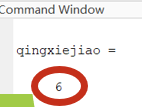 Command Window
qingxiejiao =
6